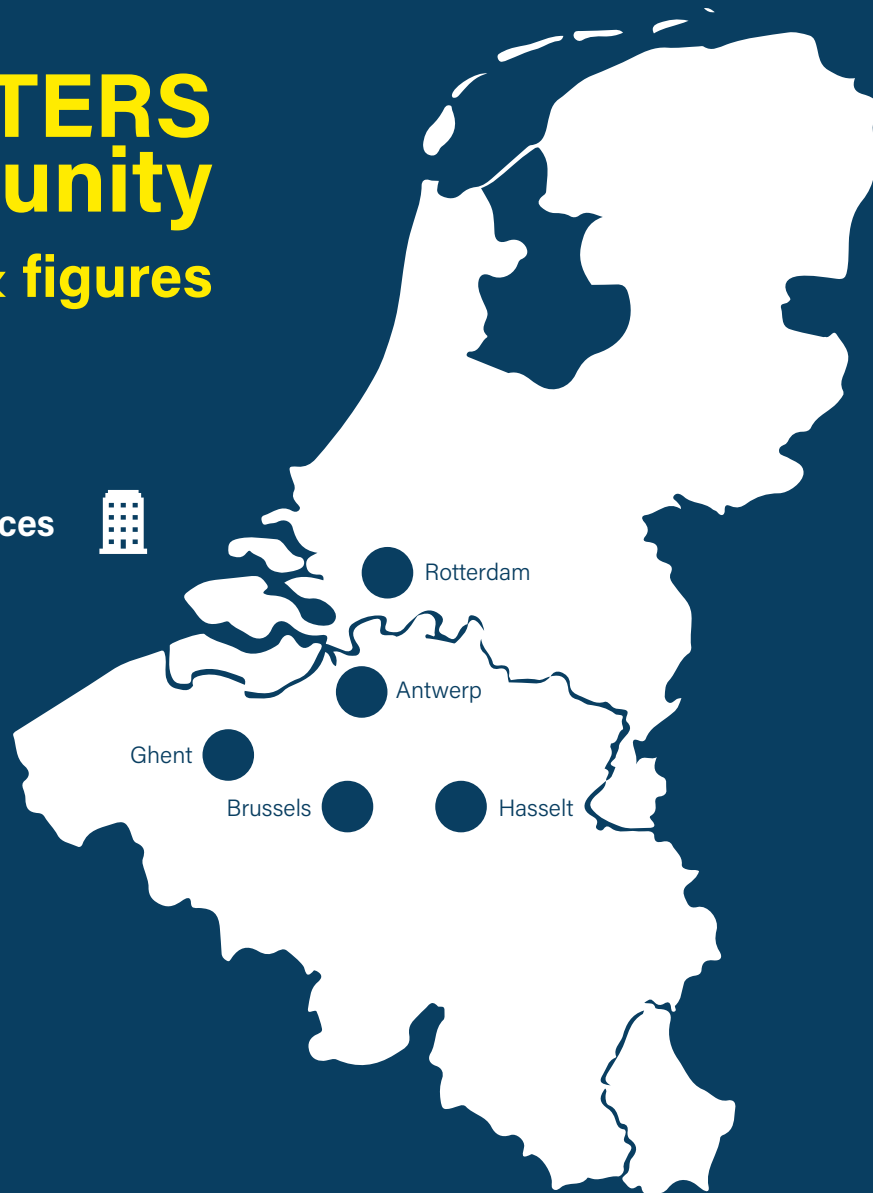 TERS
unity
& figures
ces
Rotterdam
Antwerp
Ghent
Brussels
Hasselt